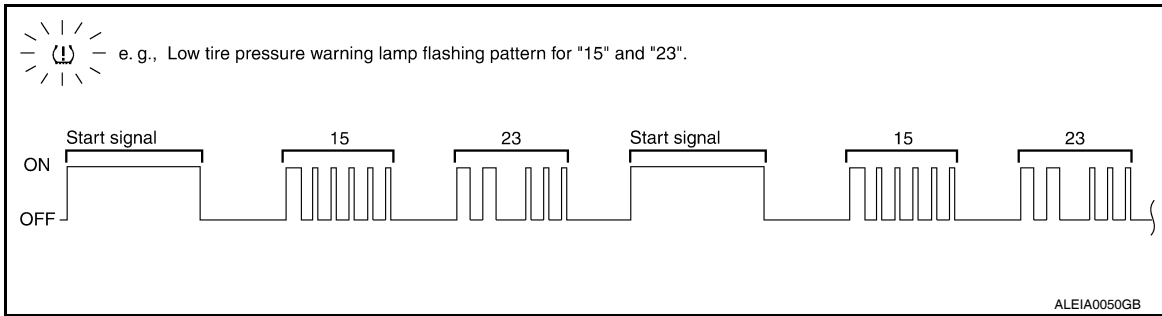 e. g., Low tire pressure warning lamp flashing pattern for "15" and "23".
Start signal 15 23 Start signal 15 23
ON
OFF
ALEIA0050GB